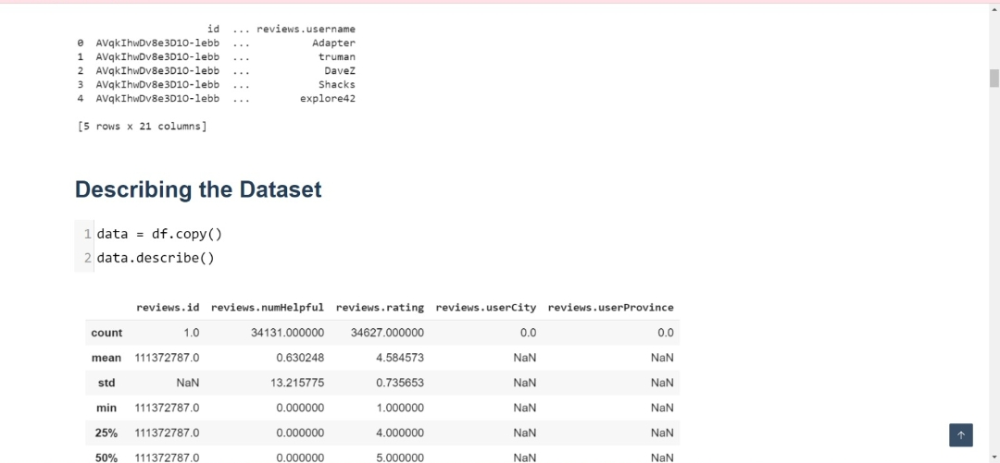 id ... reviews.username
0 AVqkIhwDv8e3D1O-lebb ... Adapter
1 AVqkIhwDv8e3D1O-lebb ... truman
2 AVqkIhwDv8e3D1O-lebb ... DaveZ
3 AVqkIhwDv8e3D1O-lebb ... Shacks
4 AVqkIhwDv8e3D1O-lebb ... explore42
[5 rows x 21 columns]
Describing the Dataset
1 data = df.copy()
2 data.describe()
reviews.id reviews.numHelpful reviews.rating reviews.userCity reviews.userProvince
count 1.0 34131.000000 34627.000000 0.0 0.0
mean 111372787.0 0.630248 4.584573 NaN NaN
std NaN 13.215775 0.735653 NaN NaN
min 111372787.0 0.000000 1.000000 NaN NaN
25% 111372787.0 0.000000 4.000000 NaN NaN
50% 111372787.0 0.000000 5.000000 NaN NaN